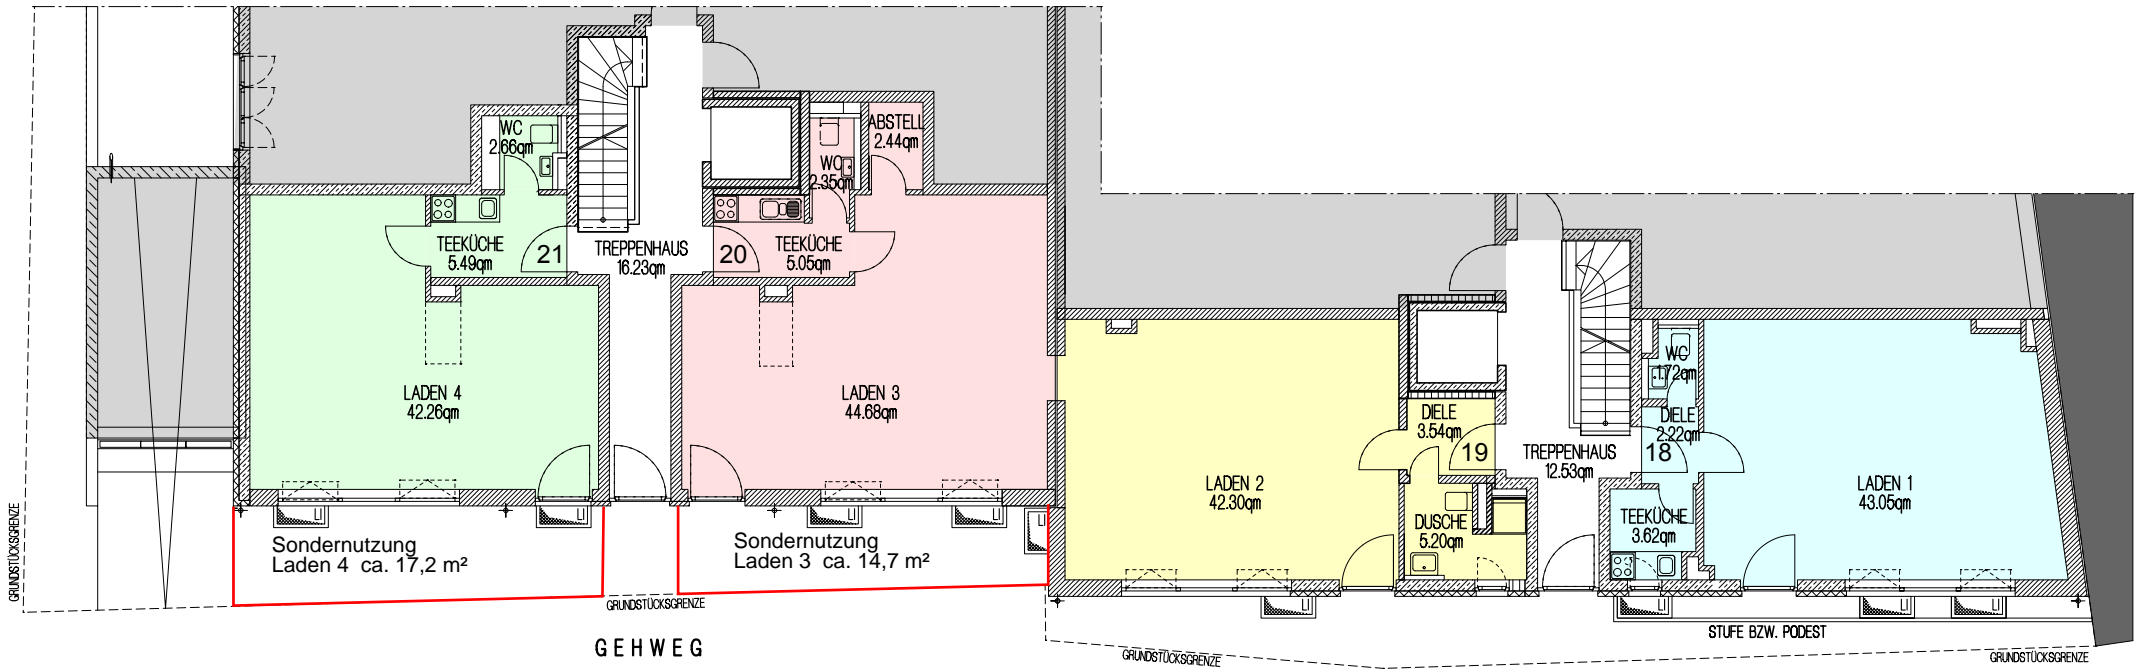 WC
2.66qm
TEEKÜCHE
5.49qm
21
LADEN 4
42.26qm
TREPPENHAUS
16.23qm
20
ABSTELL
2.44qm
WC
2.35qm
TEEKÜCHE
5.05qm
LADEN 3
44.68qm
LADEN 2
42.30qm
DIELE
3.54qm
19
DUSCHE
5.20qm
TREPPENHAUS
12.53qm
WC
1.72qm
DIELE
2.22qm
18
TEEKÜCHE
3.62qm
LADEN 1
43.05qm
Sondernutzung
Laden 4 ca. 17,2 m²
Sondernutzung
Laden 3 ca. 14,7 m²
GRUNDSTÜCKSGRENZE
GRUNDSTÜCKSGRENZE
GEHWEG
STUFE BZW. PODEST
GRUNDSTÜCKSGRENZE
GRUNDSTÜCKSGRENZE